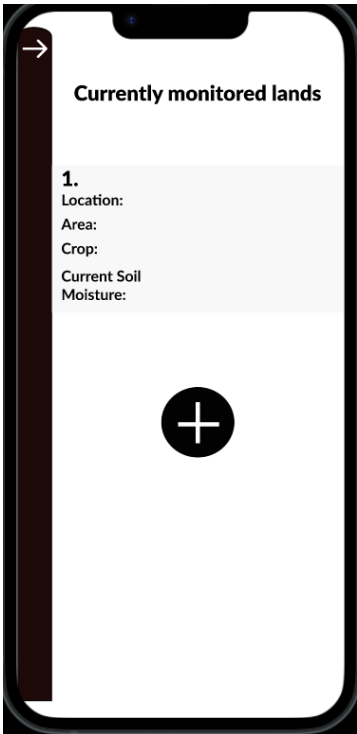 Currently monitored lands
1.
Location:
Area:
Crop:
Current Soil
Moisture: